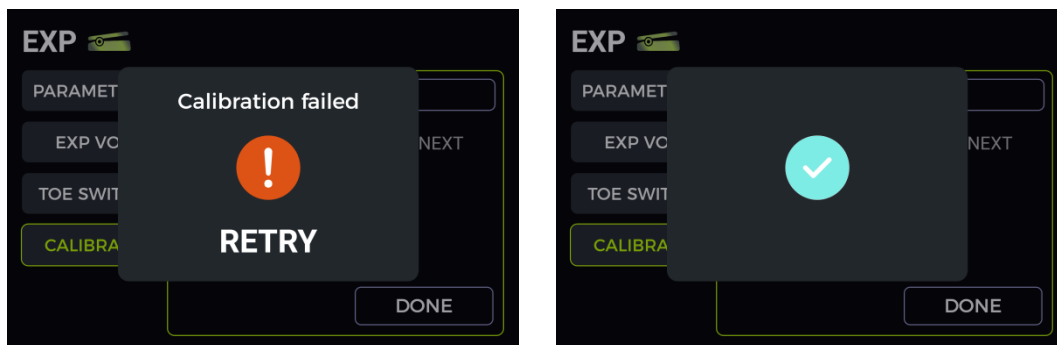 EXP
PARAMET
Calibration failed
EXP VO
NEXT
!
TOE SWIT
CALIBRA
RETRY
DONE
EXP
PARAMET
EXP VO
NEXT
TOE SWIT
CALIBRA
DONE